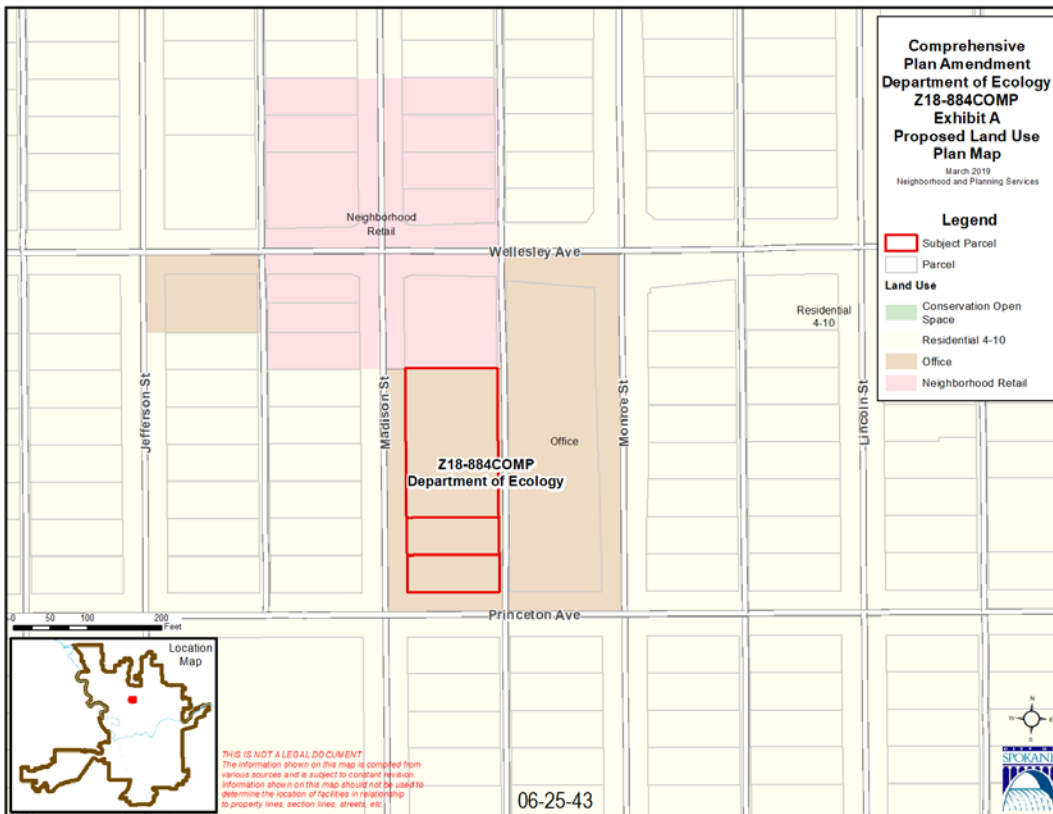 Comprehensive
Plan Amendment
Department of Ecology
Z18-884COMP
Exhibit A
Proposed Land Use
Plan Map
March 2019
Neighborhood and Planning Services
Legend
Subject Parcel
Parcel
Land Use
Conservation Open
Space
Residential 4-10
Office
Neighborhood Retail
Neighborhood
Retail
Wellesley Ave
Residential
4-10
Jefferson St
Madison St
Monroe St
Lincoln St
Office
Z18-884COMP
Department of Ecology
Princeton Ave
0 50 100 200
Feet
Location
Map
THIS IS NOT A LEGAL DOCUMENT:
The information shown on this map is compiled from
various sources and is subject to constant revision.
Information shown on this map should not be used to
determine the location of facilities in relationship
to property lines, section lines, streets, etc.
06-25-43
N
W E
S
CITY OF
SPOKANE